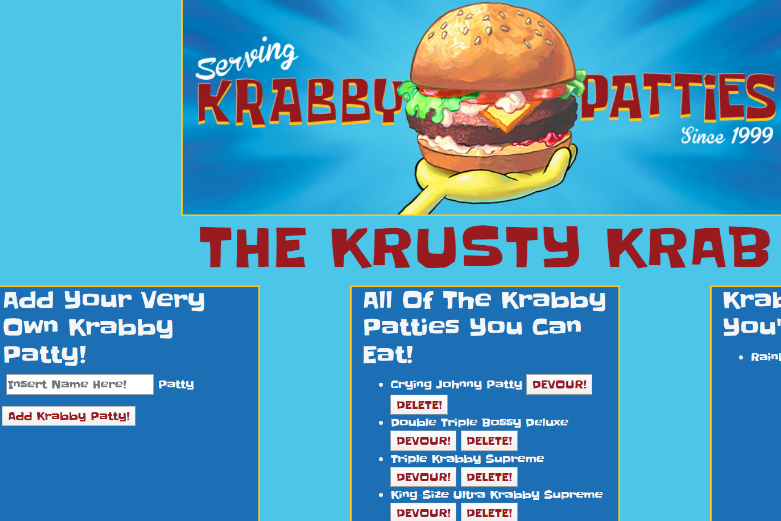 Serving
KRABBY PATTIES
Since 1999
THE KRUSTY KRAB
Add Your Very
Own Krabby
Patty!
Insert Name Here! Patty
Add Krabby Patty!
All Of The Krabby
Patties You Can
Eat!
• Crying Johnny Patty DEVOUR!
DELETE!
• Double Triple Bossy Deluxe
DEVOUR! DELETE!
• Triple Krabby Supreme
DEVOUR! DELETE!
• King Size Ultra Krabby Supreme
DEVOUR! DELETE!
Krab
You'
• Rain